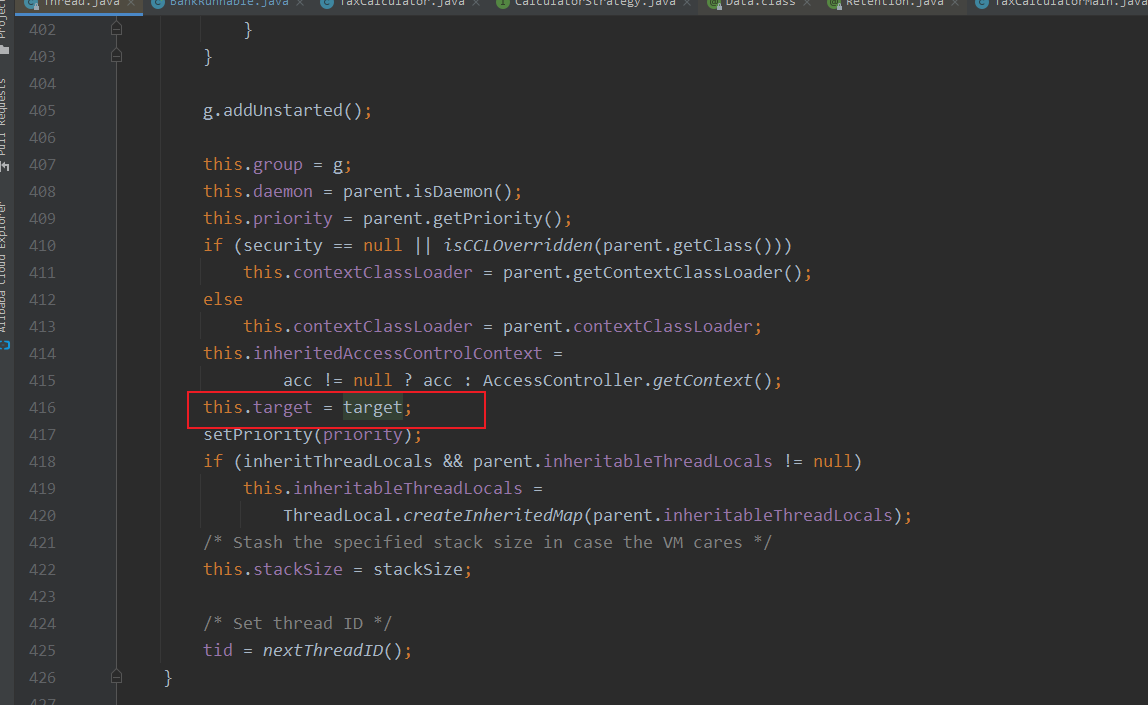 Thread.java × BankRunnable.java × TaxCalculator.java × CalculatorStrategy.java × Data.class × Retention.java × TaxCalculatorMain.java
Pull Requests
Alibaba Cloud Explorer
402 }
403 }
404
405 g.addUnstarted();
406
407 this.group = g;
408 this.daemon = parent.isDaemon();
409 this.priority = parent.getPriority();
410 if (security == null || isCCLOverridden(parent.getClass()))
411 this.contextClassLoader = parent.getContextClassLoader();
412 else
413 this.contextClassLoader = parent.contextClassLoader;
414 this.inheritedAccessControlContext =
415 acc != null ? acc : AccessController.getContext();
416 this.target = target;
417 setPriority(priority);
418 if (inheritThreadLocals && parent.inheritableThreadLocals != null)
419 this.inheritableThreadLocals =
420 ThreadLocal.createInheritedMap(parent.inheritableThreadLocals);
421 /* Stash the specified stack size in case the VM cares */
422 this.stackSize = stackSize;
423
424 /* Set thread ID */
425 tid = nextThreadID();
426 }
427